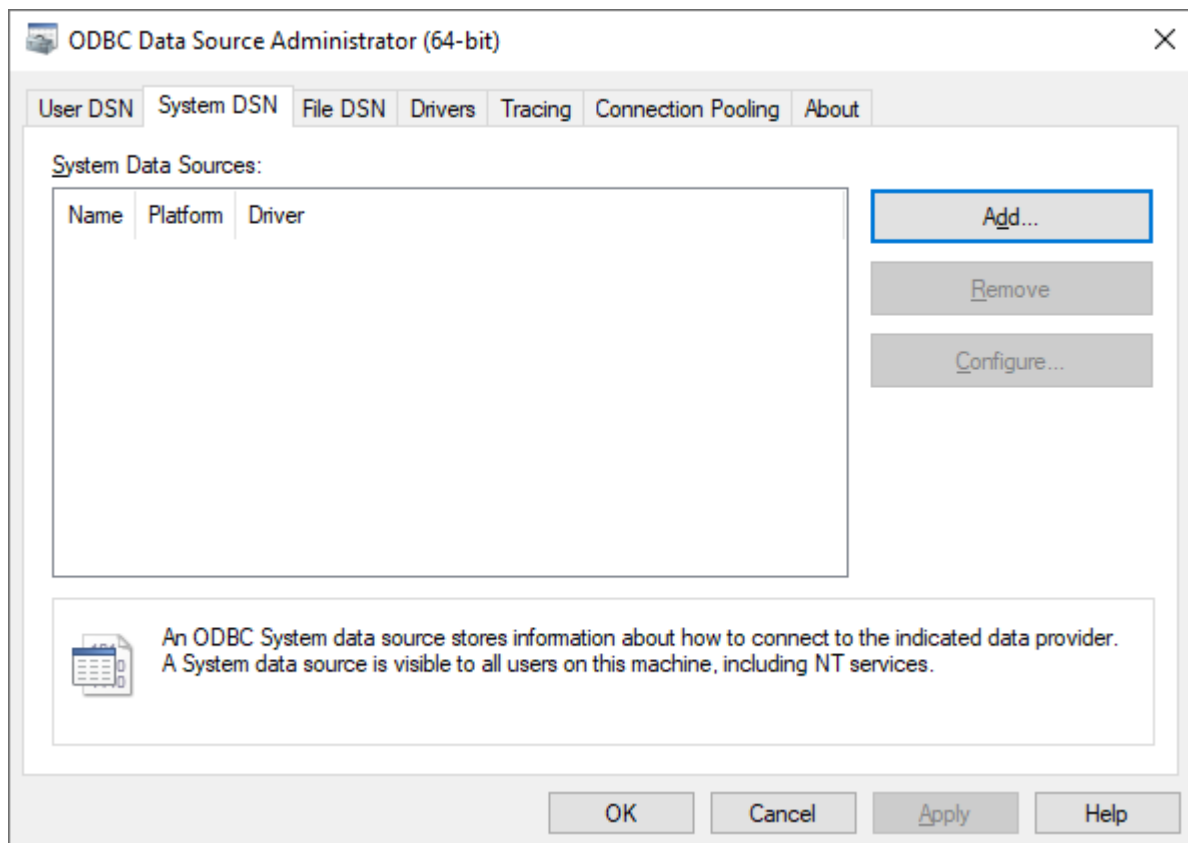 ODBC Data Source Administrator (64-bit)
User DSN System DSN File DSN Drivers Tracing Connection Pooling About
System Data Sources:
Name Platform Driver
Add...
Remove
Configure...
An ODBC System data source stores information about how to connect to the indicated data provider.
A System data source is visible to all users on this machine, including NT services.
OK Cancel Apply Help